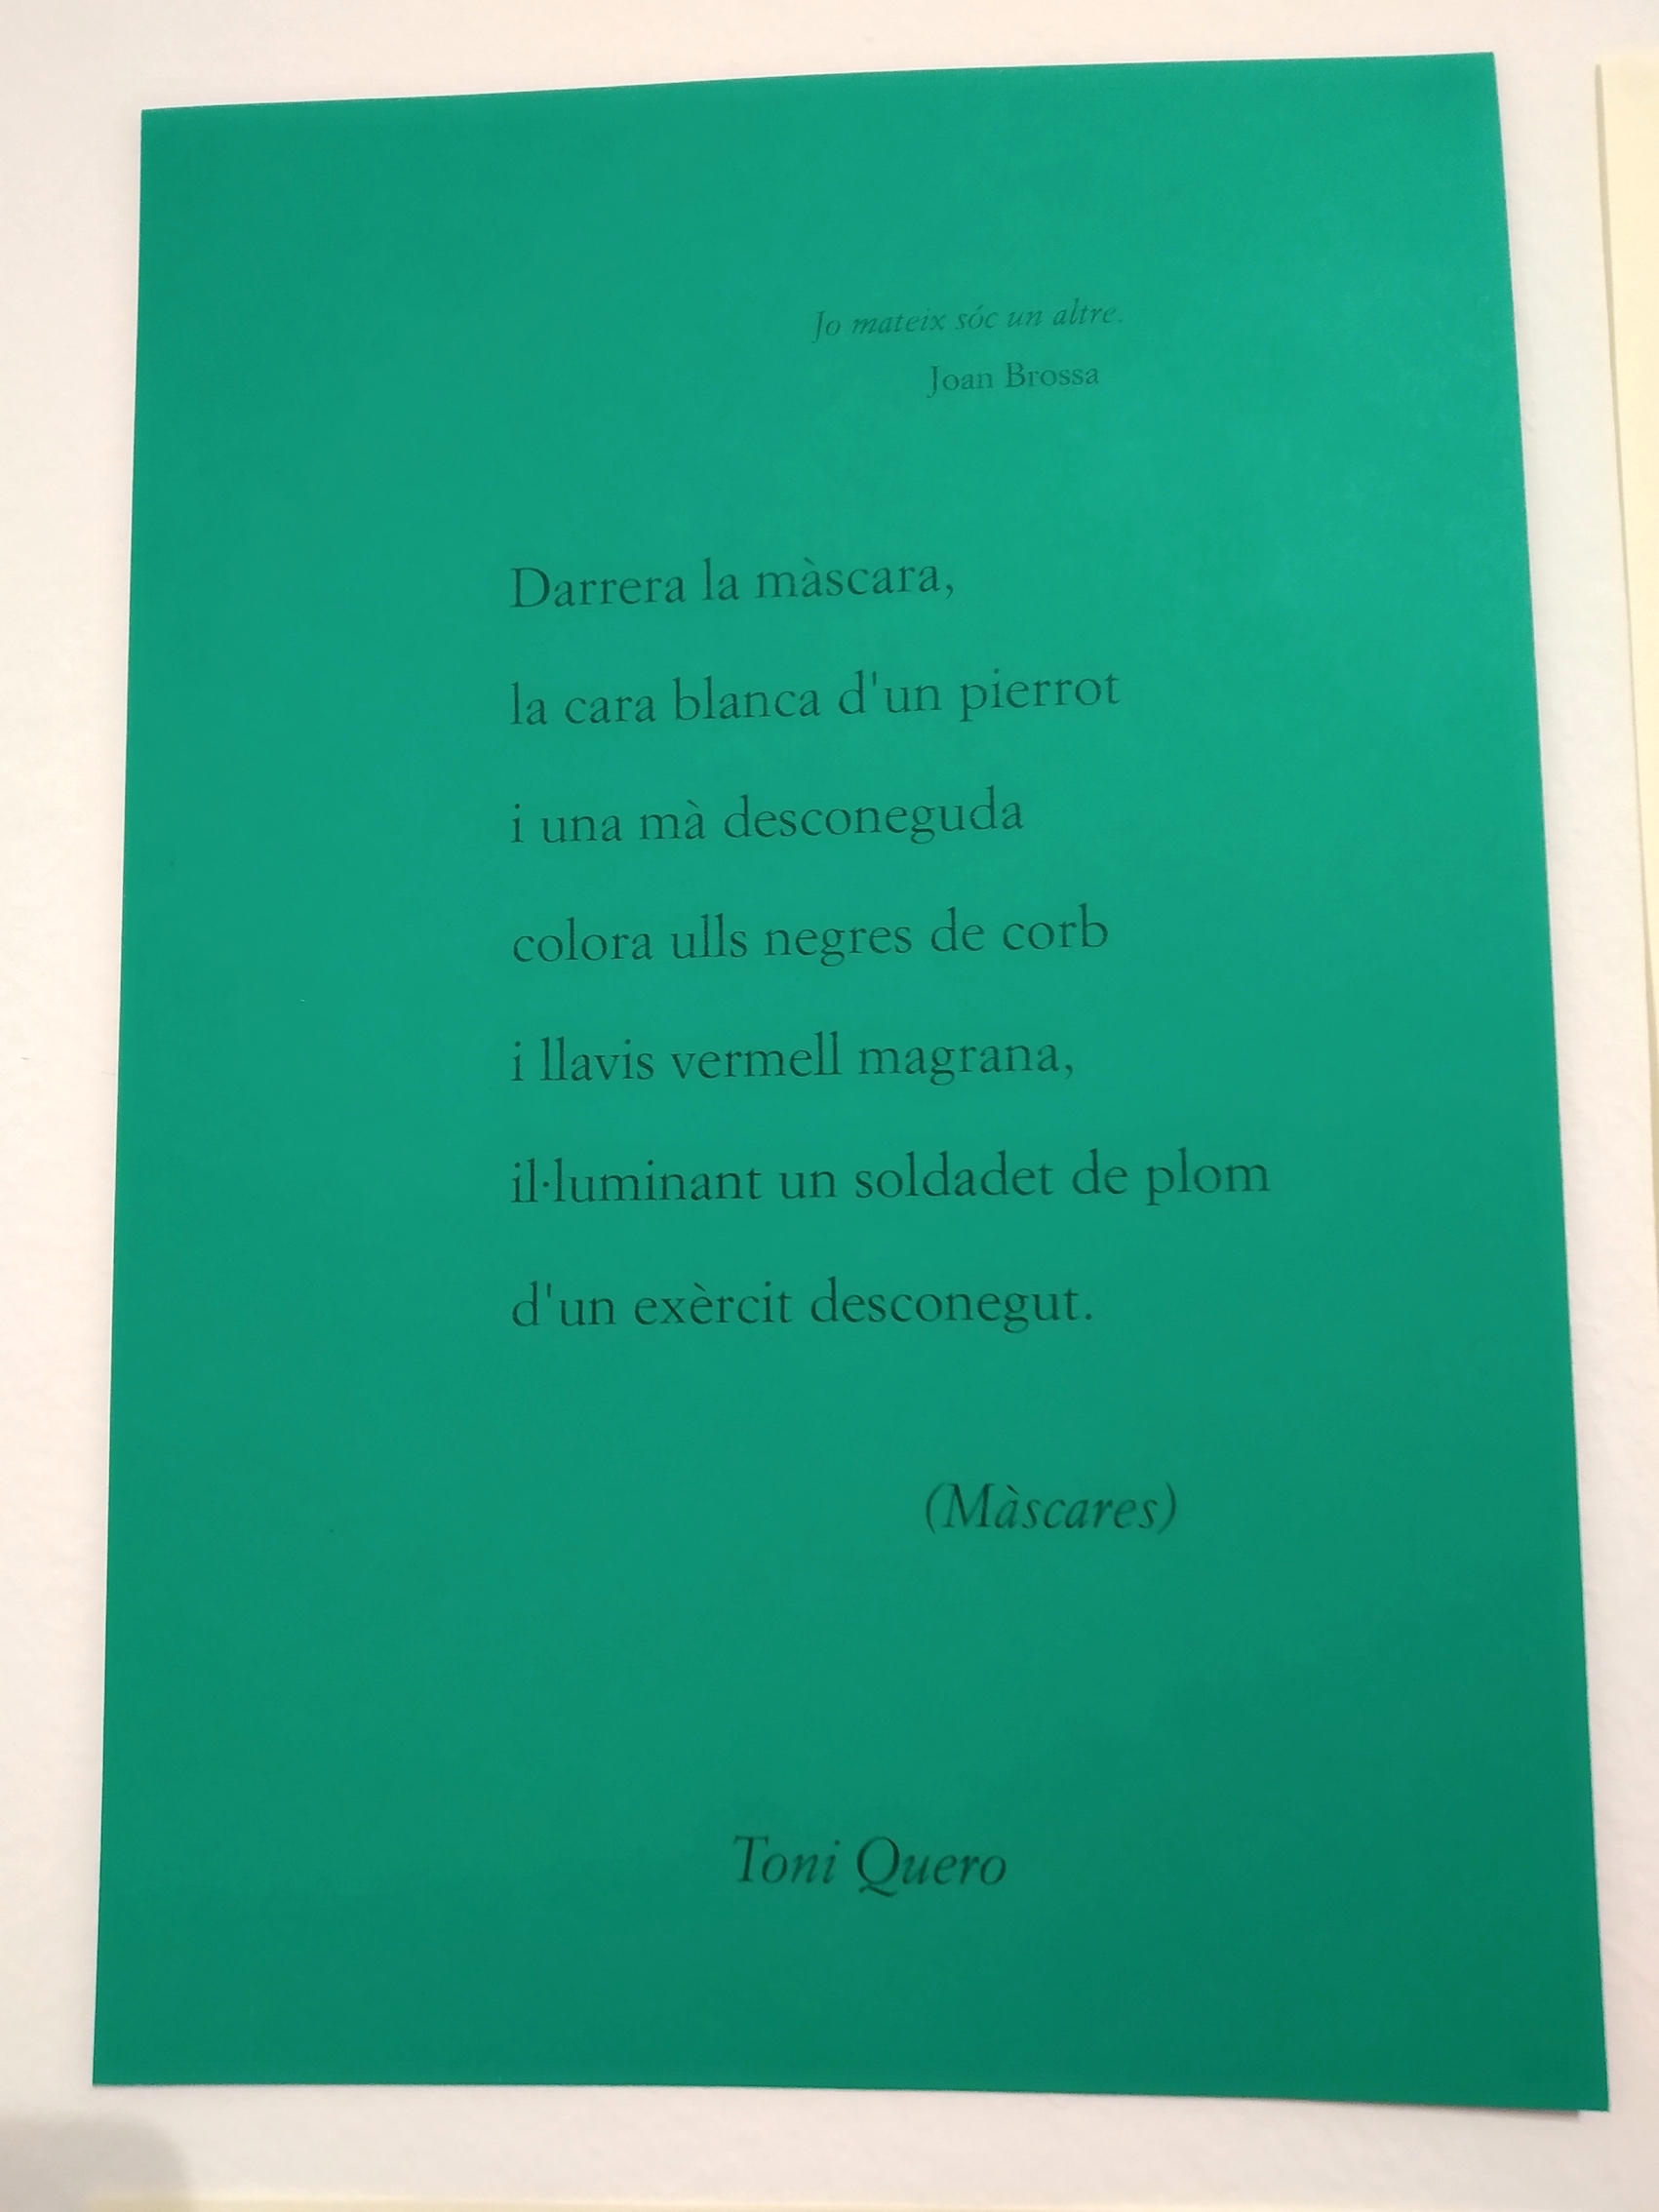 Jo mateix sóc un altre.
Joan Brossa
Darrera la màscara,
la cara blanca d'un pierrot
i una mà desconeguda
colora ulls negres de corb
i llavis vermell magrana,
il·luminant un soldadet de plom
d'un exèrcit desconegut.
(Màscares)
Toni Quero